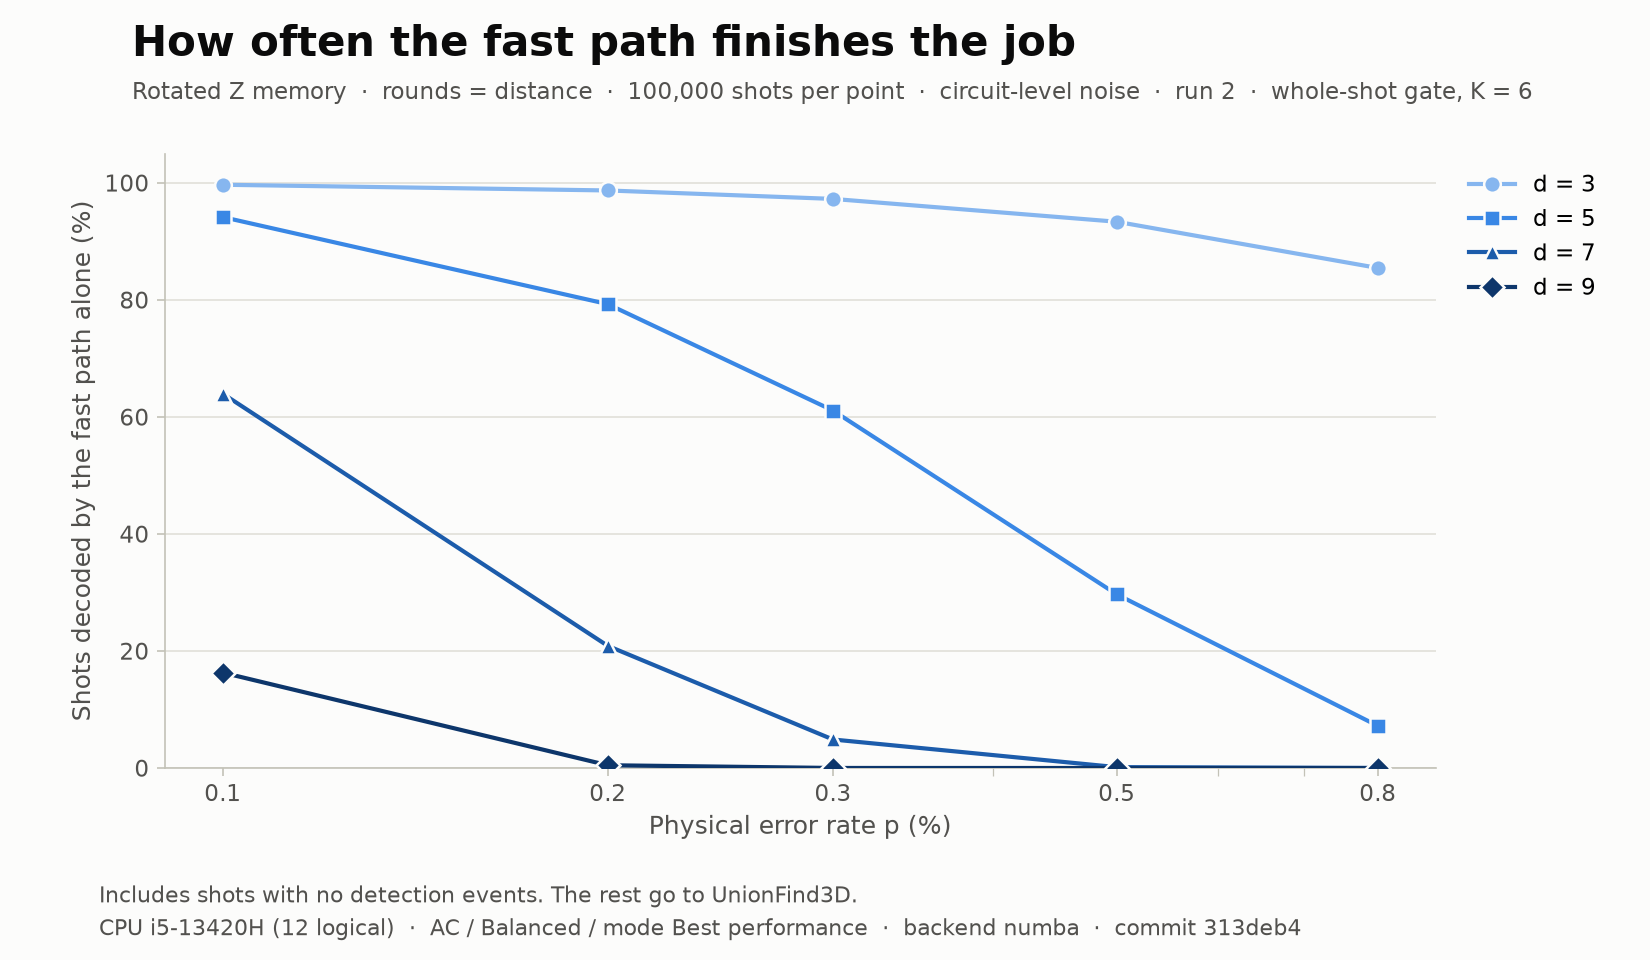 How often the fast path finishes the job
Rotated Z memory · rounds = distance · 100,000 shots per point · circuit-level noise · run 2 · whole-shot gate, K = 6
Shots decoded by the fast path alone (%)
100
80
60
40
20
0
0.1 0.2 0.3 0.5 0.8
Physical error rate p (%)
d = 3
d = 5
d = 7
d = 9
Includes shots with no detection events. The rest go to UnionFind3D.
CPU i5-13420H (12 logical) · AC / Balanced / mode Best performance · backend numba · commit 313deb4